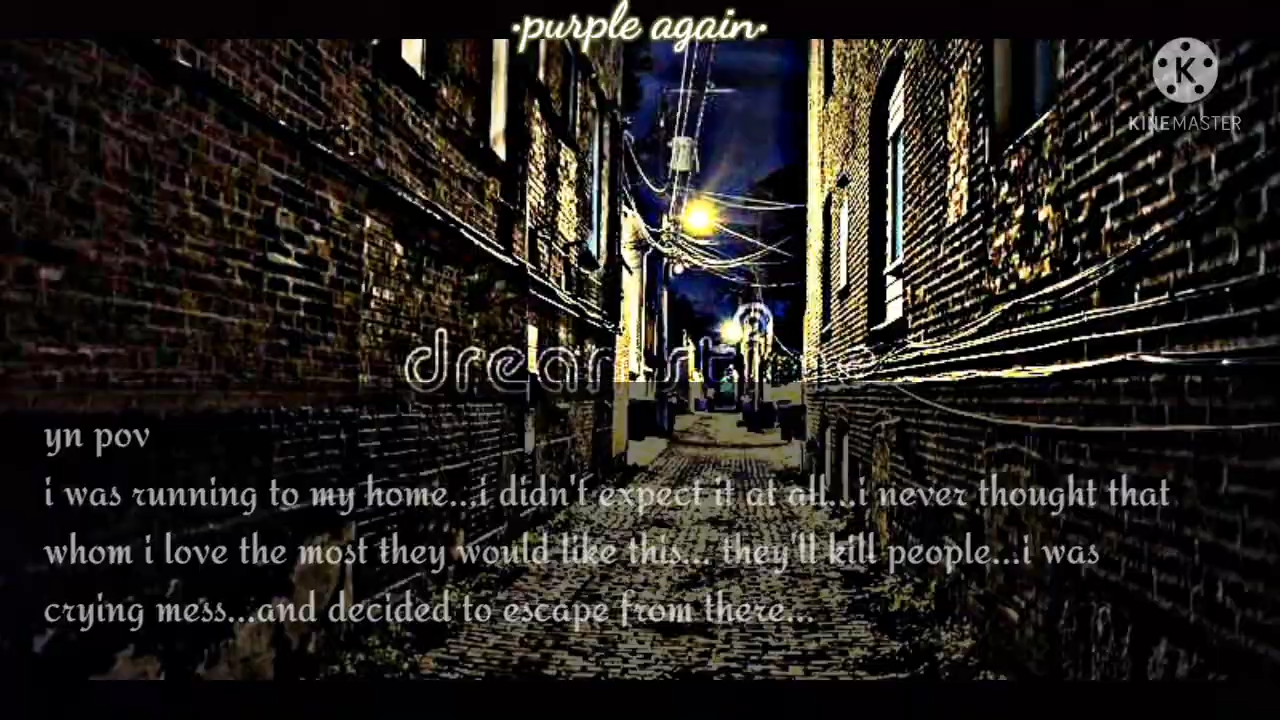 ·purple again·
K
KINEMASTER
dreamstime
yn pov
i was running to my home...i didn't expect it at all...i never thought that
whom i love the most they would like this... they'll kill people...i was
crying mess...and decided to escape from there...